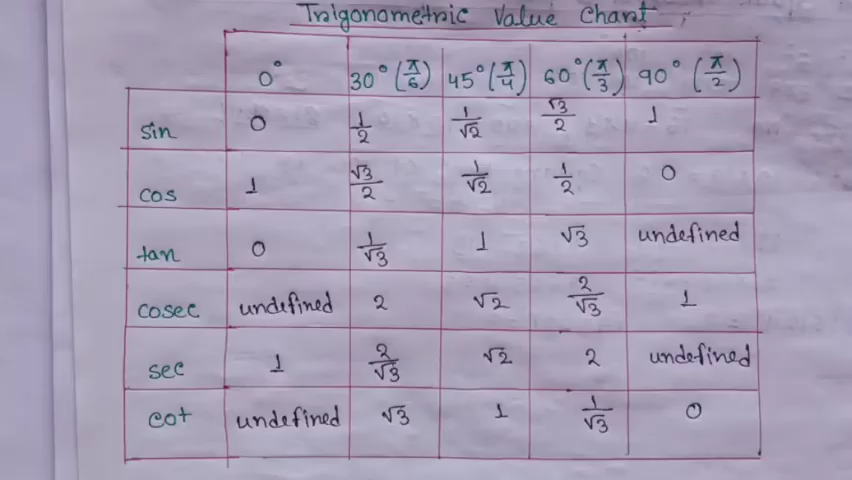 Trigonometric Value Chart
0° 30° (π/6) 45° (π/4) 60° (π/3) 90° (π/2)
sin 0 1/2 1/√2 √3/2 1
cos 1 √3/2 1/√2 1/2 0
tan 0 1/√3 1 √3 undefined
cosec undefined 2 √2 2/√3 1
sec 1 2/√3 √2 2 undefined
cot undefined √3 1 1/√3 0